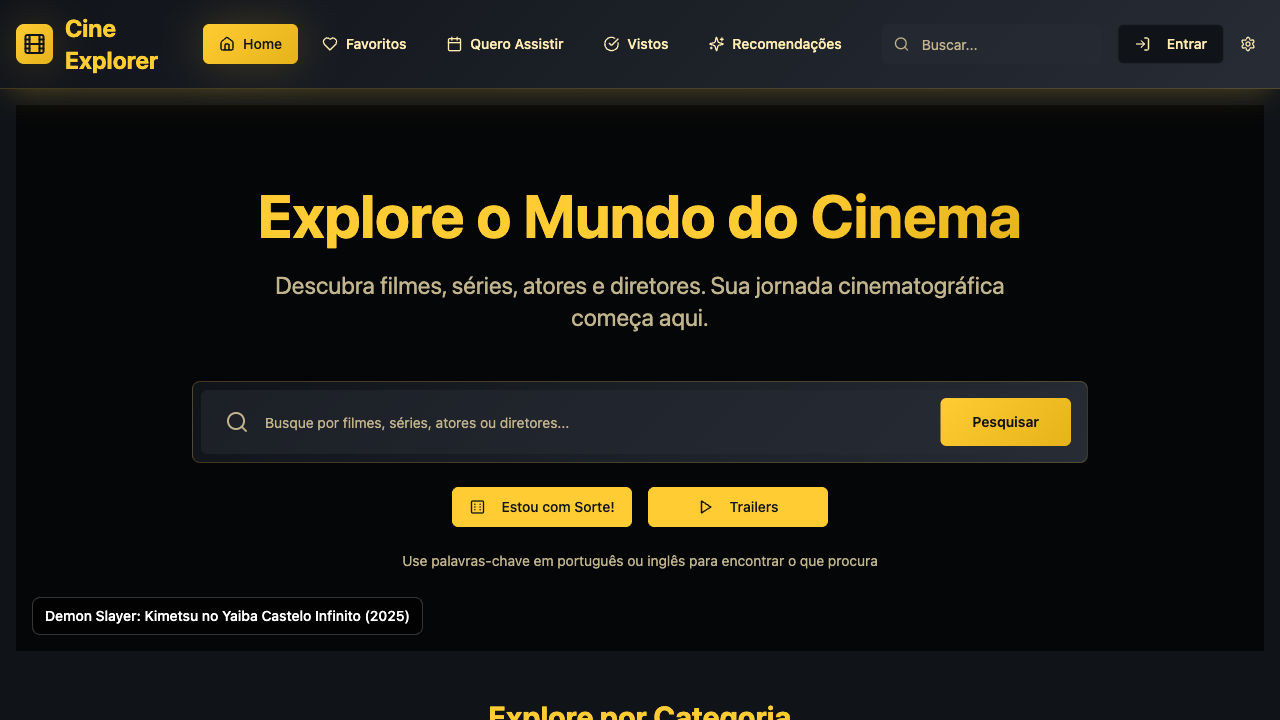 Cine
Explorer
Home
Favoritos
Quero Assistir
Vistos
Recomendações
Buscar...
Entrar
Explore o Mundo do Cinema
Descubra filmes, séries, atores e diretores. Sua jornada cinematográfica
começa aqui.
Busque por filmes, séries, atores ou diretores...
Pesquisar
Estou com Sorte!
Trailers
Use palavras-chave em português ou inglês para encontrar o que procura
Demon Slayer: Kimetsu no Yaiba Castelo Infinito (2025)
Explore por Categoria